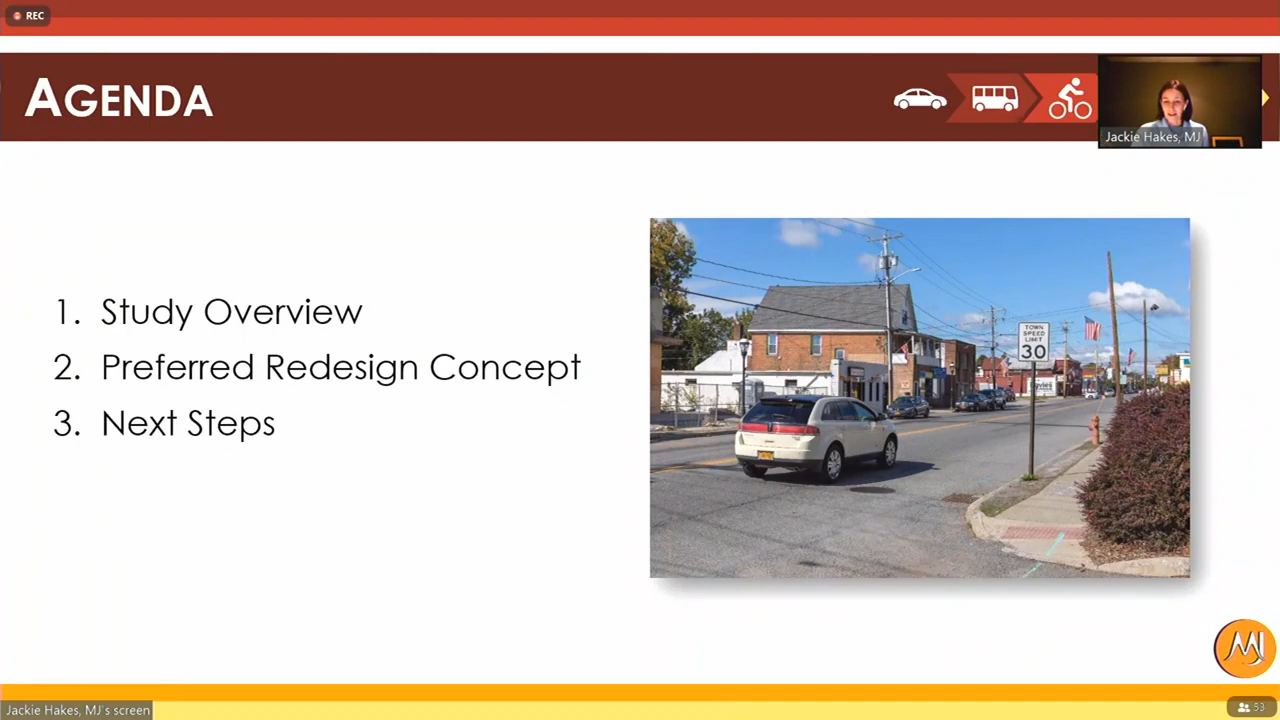 REC
AGENDA
Jackie Hakes, MJ
1. Study Overview
2. Preferred Redesign Concept
3. Next Steps
TOWN
SPEED
LIMIT
30
MJ
Jackie Hakes, MJ's screen
53